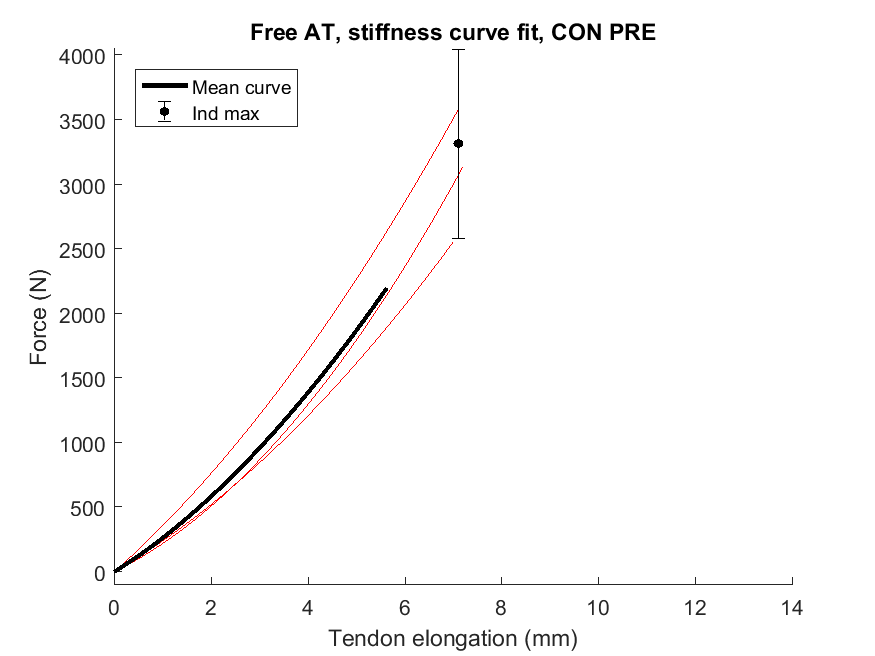 Free AT, stiffness curve fit, CON PRE
Mean curve
Ind max
4000
3500
3000
2500
2000
1500
1000
500
0
Force (N)
0 2 4 6 8 10 12 14
Tendon elongation (mm)